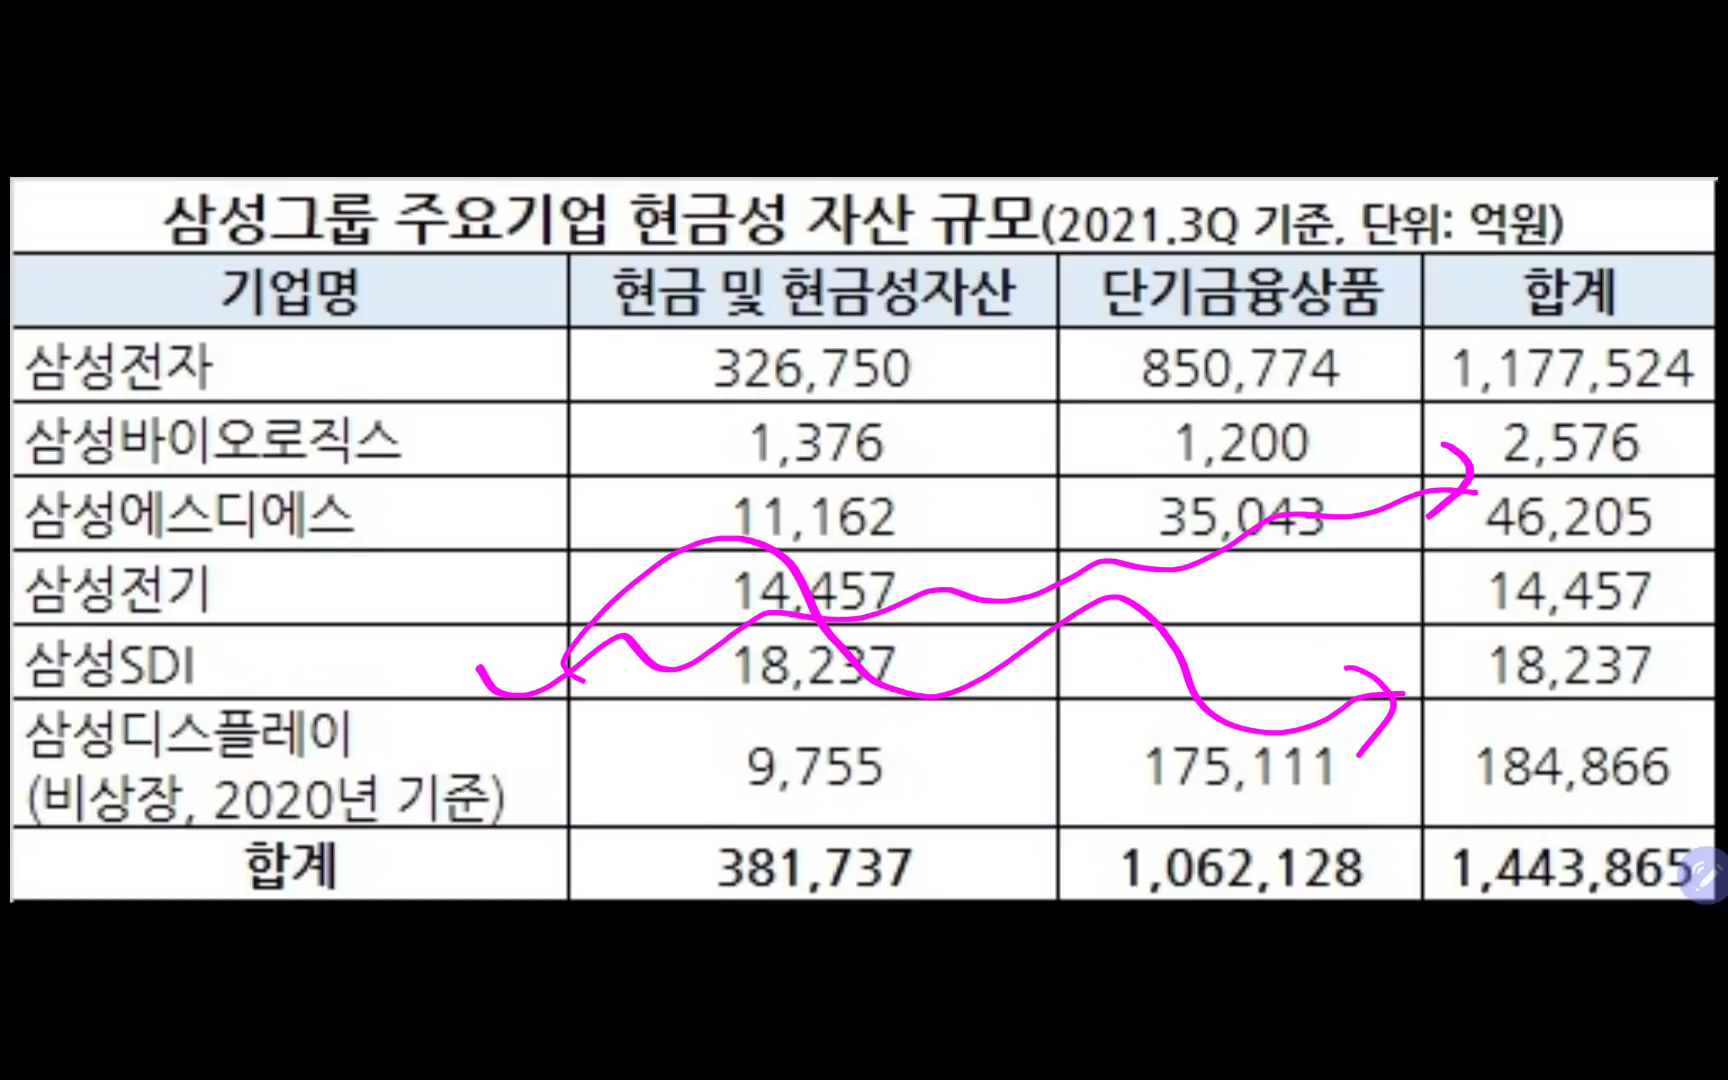 삼성그룹 주요기업 현금성 자산 규모(2021.3Q 기준, 단위: 억원)
기업명 현금 및 현금성자산 단기금융상품 합계
삼성전자 326,750 850,774 1,177,524
삼성바이오로직스 1,376 1,200 2,576
삼성에스디에스 11,162 35,043 46,205
삼성전기 14,457 14,457
삼성SDI 18,237 18,237
삼성디스플레이
(비상장, 2020년 기준) 9,755 175,111 184,866
합계 381,737 1,062,128 1,443,865